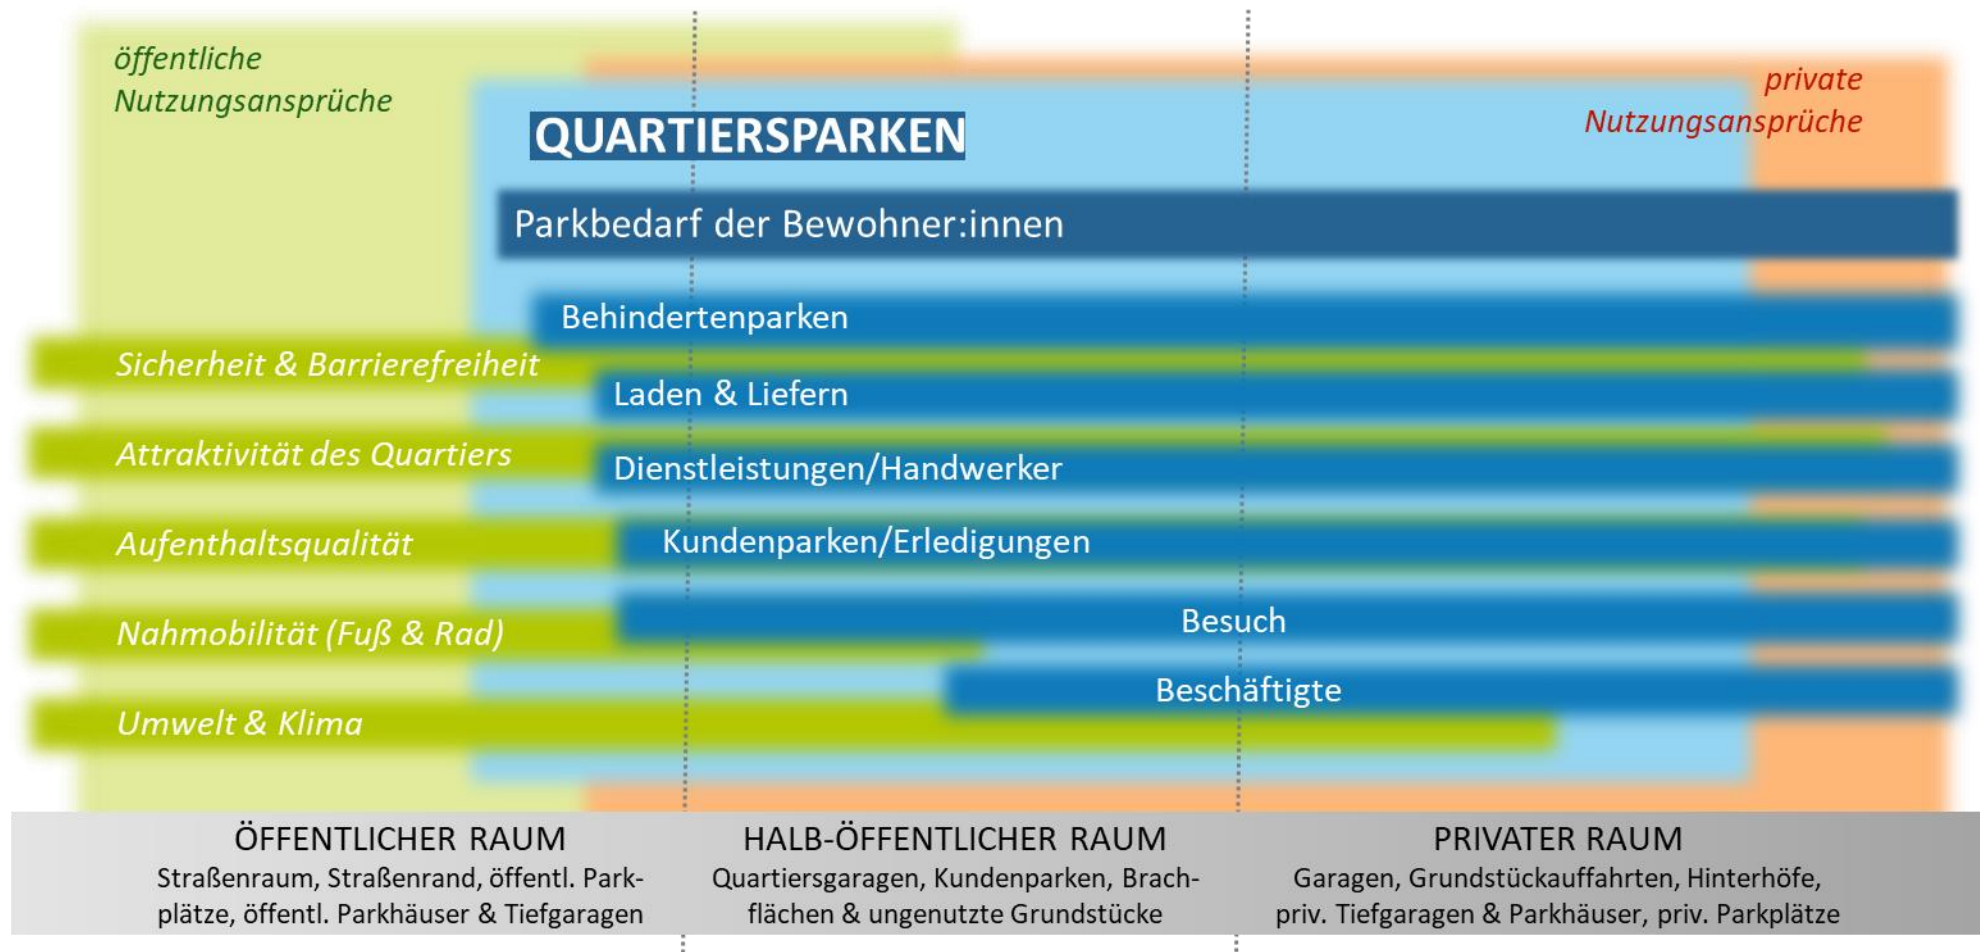 öffentliche
Nutzungsansprüche
private
Nutzungsansprüche
QUARTIERSPARKEN
Parkbedarf der Bewohner:innen
Behindertenparken
Sicherheit & Barrierefreiheit
Laden & Liefern
Attraktivität des Quartiers
Dienstleistungen/Handwerker
Aufenthaltsqualität
Kundenparken/Erledigungen
Nahmobilität (Fuß & Rad)
Besuch
Beschäftigte
Umwelt & Klima
ÖFFENTLICHER RAUM
Straßenraum, Straßenrand, öffentl. Park-
plätze, öffentl. Parkhäuser & Tiefgaragen
HALB-ÖFFENTLICHER RAUM
Quartiersgaragen, Kundenparken, Brach-
flächen & ungenutzte Grundstücke
PRIVATER RAUM
Garagen, Grundstückauffahrten, Hinterhöfe,
priv. Tiefgaragen & Parkhäuser, priv. Parkplätze